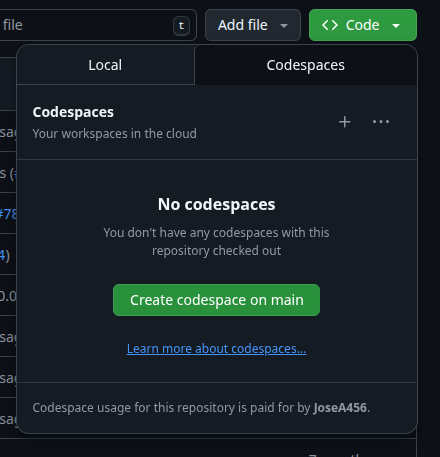 file t Add file Code
Local Codespaces
Codespaces
Your workspaces in the cloud
No codespaces
You don't have any codespaces with this
repository checked out
Create codespace on main
Learn more about codespaces...
Codespace usage for this repository is paid for by JoseA456.